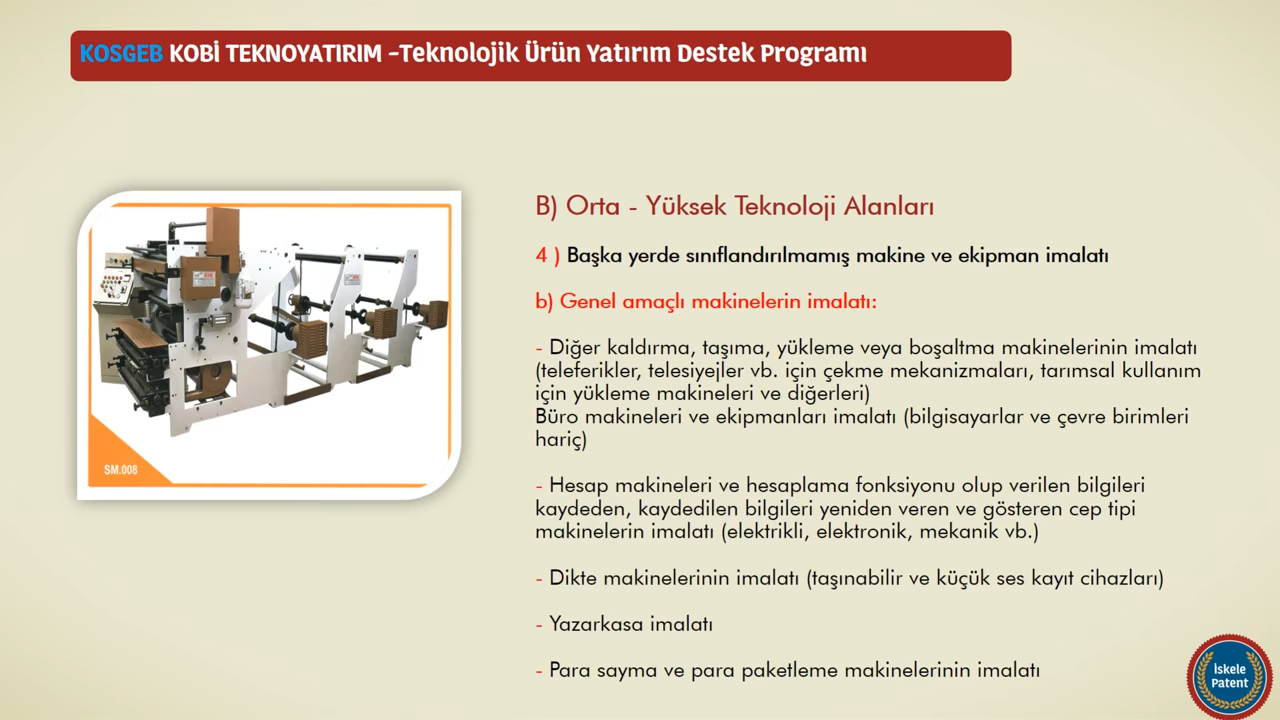 KOSGEB KOBİ TEKNOYATIRIM -Teknolojik Ürün Yatırım Destek Programı
B) Orta - Yüksek Teknoloji Alanları
4 ) Başka yerde sınıflandırılmamış makine ve ekipman imalatı
b) Genel amaçlı makinelerin imalatı:
- Diğer kaldırma, taşıma, yükleme veya boşaltma makinelerinin imalatı
(teleferikler, telesiyejler vb. için çekme mekanizmaları, tarımsal kullanım
için yükleme makineleri ve diğerleri)
Büro makineleri ve ekipmanları imalatı (bilgisayarlar ve çevre birimleri
hariç)
- Hesap makineleri ve hesaplama fonksiyonu olup verilen bilgileri
kaydeden, kaydedilen bilgileri yeniden veren ve gösteren cep tipi
makinelerin imalatı (elektrikli, elektronik, mekanik vb.)
- Dikte makinelerinin imalatı (taşınabilir ve küçük ses kayıt cihazları)
- Yazarkasa imalatı
- Para sayma ve para paketleme makinelerinin imalatı
SM.008
İskele
Patent